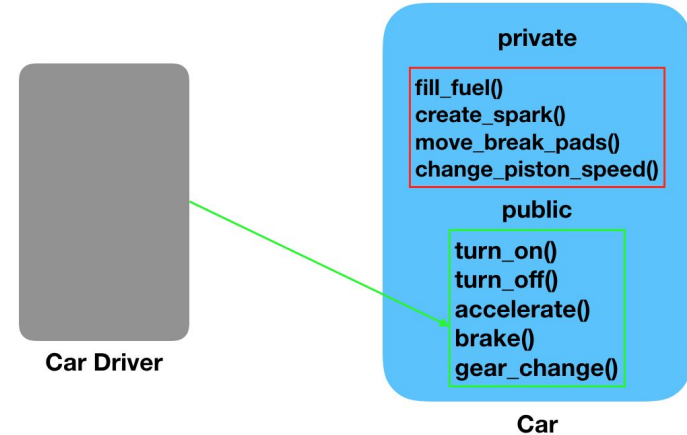 private
fill_fuel()
create_spark()
move_break_pads()
change_piston_speed()
public
turn_on()
turn_off()
accelerate()
brake()
gear_change()
Car Driver
Car